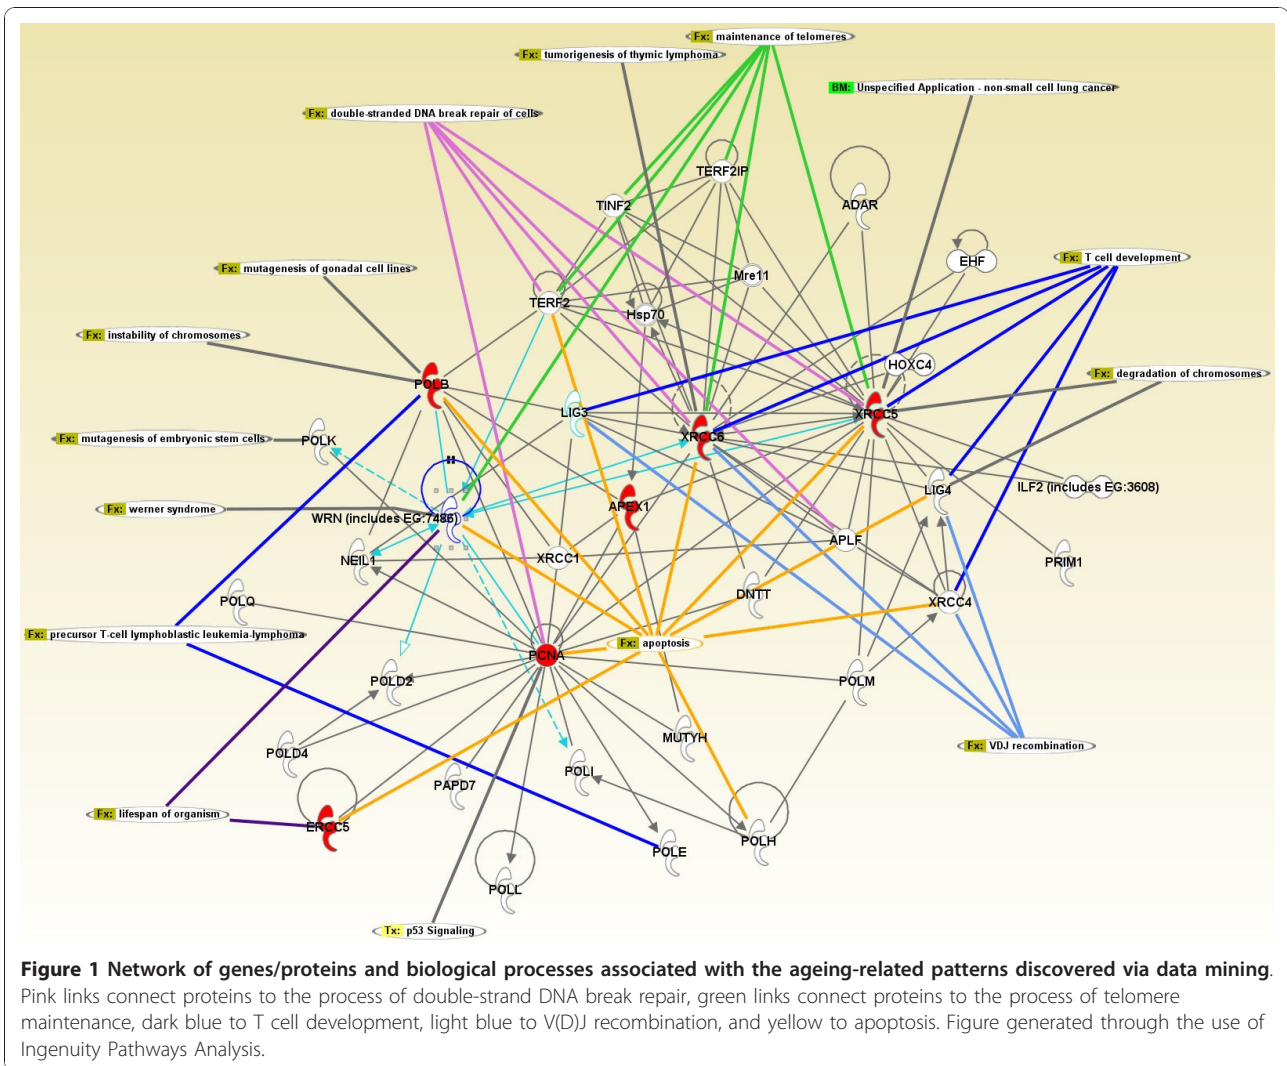 Fx: maintenance of telomeres
Fx: tumorigenesis of thymic lymphoma
BM: Unspecified Application - non-small cell lung cancer
Fx: double-stranded DNA break repair of cells
TERF2IP
TINF2
ADAR
Fx: T cell development
EHF
Fx: mutagenesis of gonadal cell lines
Mre11
TERF2
Hsp70
Fx: instability of chromosomes
HOXC4
Fx: degradation of chromosomes
POLB
LIG3
XRCC5
XRCC6
Fx: mutagenesis of embryonic stem cells
POLK
LIG4
ILF2 (includes EG:3608)
APEX1
Fx: werner syndrome
WRN (includes EG:7486)
APLF
NEIL1
XRCC1
PRIM1
DNTT
POLQ
XRCC4
Fx: precursor T-cell lymphoblastic leukemia-lymphoma
Fx: apoptosis
PCNA
POLD2
POLM
MUTYH
Fx: VDJ recombination
POLD4
POLI
PAPD7
Fx: lifespan of organism
ERCC5
POLH
POLE
POLL
Tx: p53 Signaling
Figure 1 Network of genes/proteins and biological processes associated with the ageing-related patterns discovered via data mining.
Pink links connect proteins to the process of double-strand DNA break repair, green links connect proteins to the process of telomere
maintenance, dark blue to T cell development, light blue to V(D)J recombination, and yellow to apoptosis. Figure generated through the use of
Ingenuity Pathways Analysis.